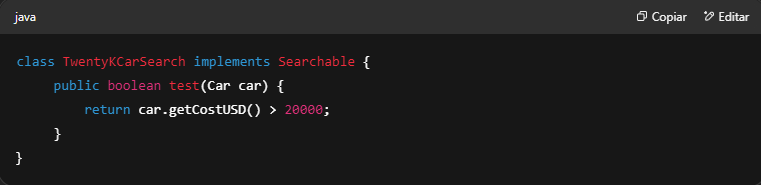 java Copiar Editar
class TwentyKCarSearch implements Searchable {
    public boolean test(Car car) {
        return car.getCostUSD() > 20000;
    }
}